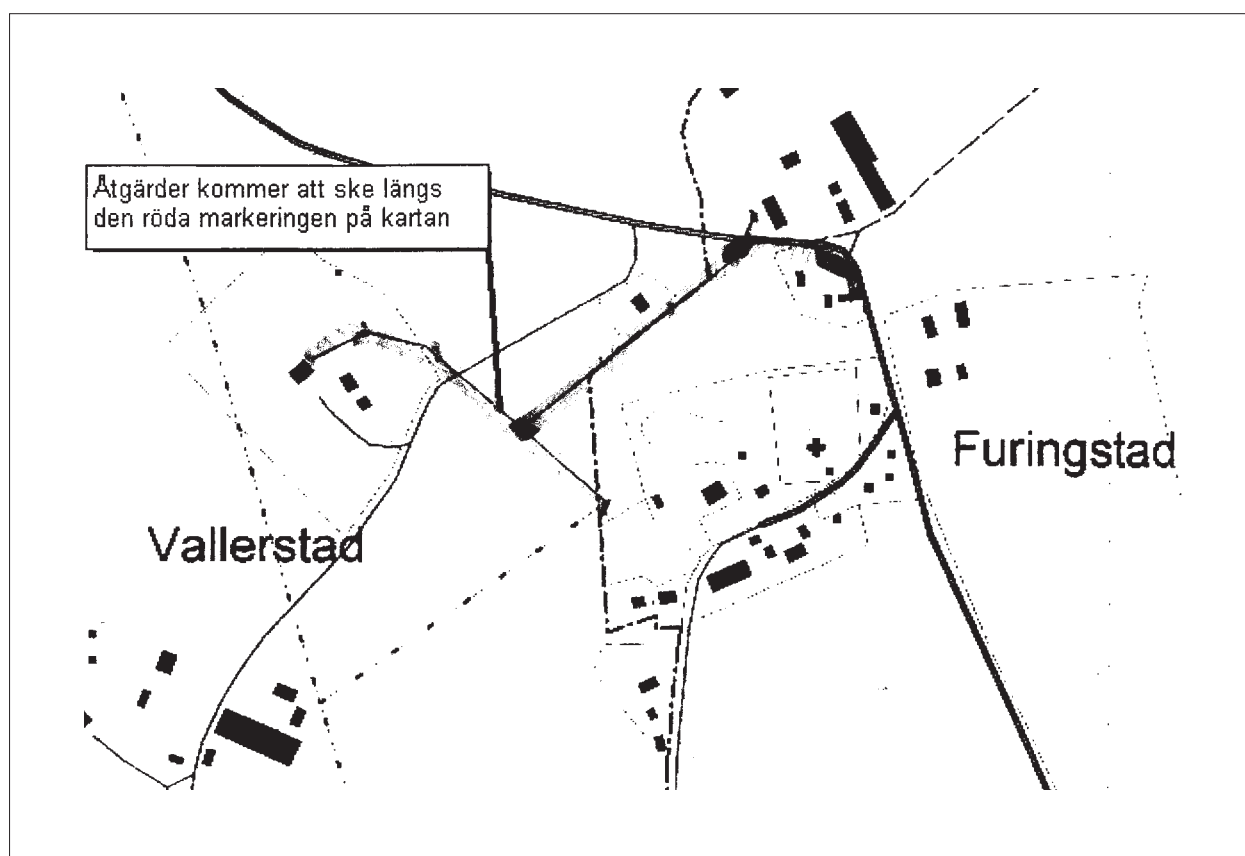 Åtgärder kommer att ske längs
den röda markeringen på kartan
Furingstad
Vallerstad